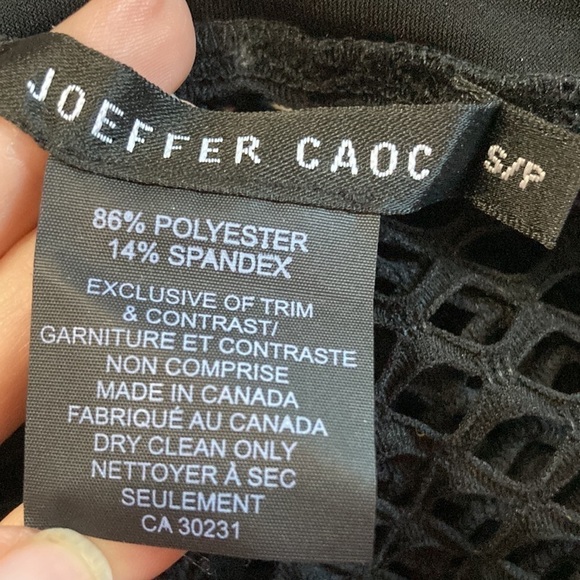 JOEFFER CAOC
S/P
86% POLYESTER
14% SPANDEX
EXCLUSIVE OF TRIM
& CONTRAST/
GARNITURE ET CONTRASTE
NON COMPRISE
MADE IN CANADA
FABRIQUÉ AU CANADA
DRY CLEAN ONLY
NETTOYER À SEC
SEULEMENT
CA 30231